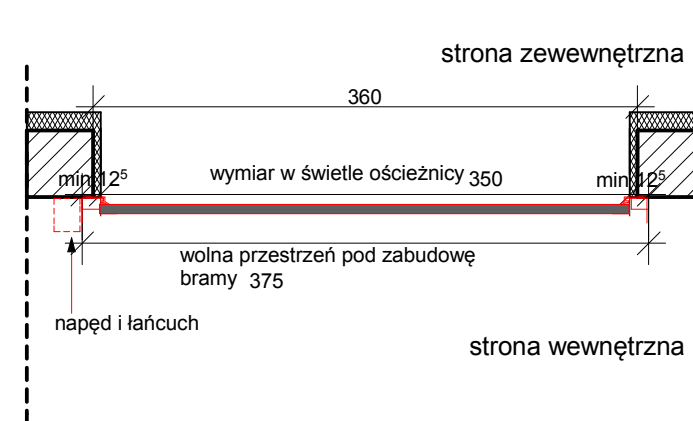 strona zewewnętrzna
360
min 12⁵
wymiar w świetle ościeżnicy 350
min 12⁵
wolna przestrzeń pod zabudowę
bramy 375
napęd i łańcuch
strona wewnętrzna